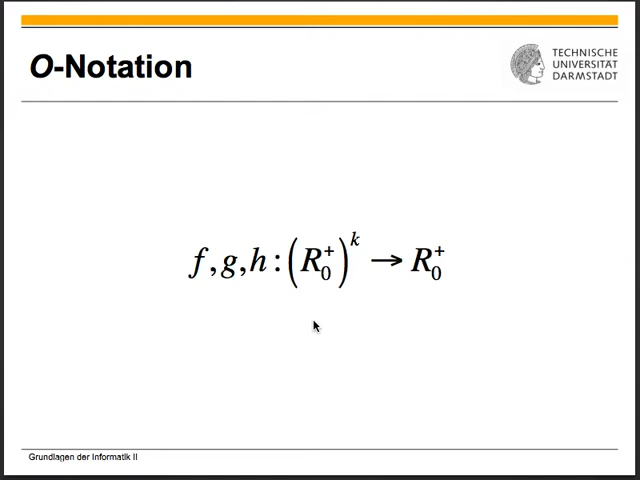 O-Notation
TECHNISCHE
UNIVERSITÄT
DARMSTADT
f,g,h:(R₀⁺)ᵏ → R₀⁺
Grundlagen der Informatik II